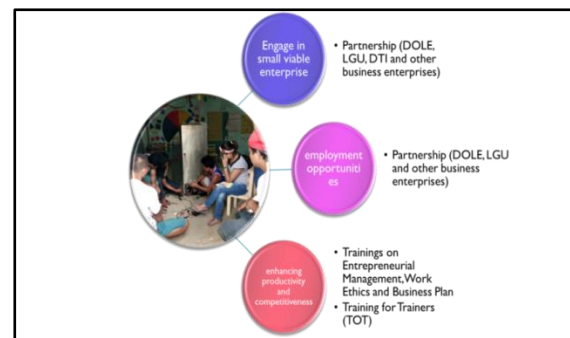 Engage in
small viable
enterprise
• Partnership (DOLE,
LGU, DTI and other
business enterprises)
employment
opportuniti
es
• Partnership (DOLE, LGU
and other business
enterprises)
enhancing
productivity
and
competitiveness
• Trainings on
Entrepreneurial
Management, Work
Ethics and Business Plan
• Training for Trainers
(TOT)